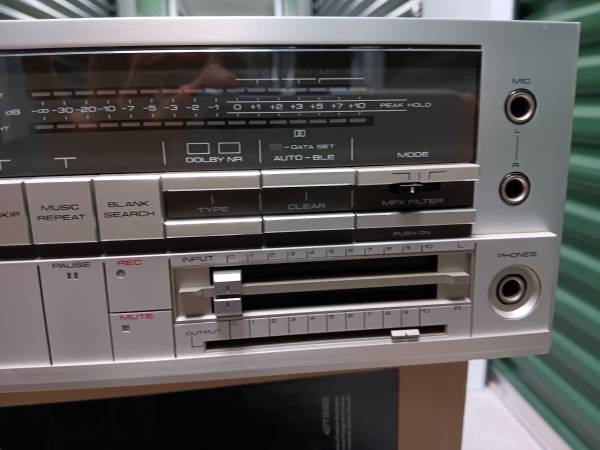 dB -∞ -30 -20 -10 -7 -5 -3 -2 -1 0 +1 +2 +3 +5 +7 +10 PEAK HOLD
HT
DATA SET
DOLBY NR AUTO-BLE MODE
SKIP MUSIC REPEAT BLANK SEARCH TYPE CLEAR MPX FILTER
PUSH ON
MIC
L
R
PAUSE REC INPUT 0 1 2 3 4 5 6 7 8 9 10 L
MUTE
OUTPUT 0 1 2 3 4 5 6 7 8 9 10 R
PHONES